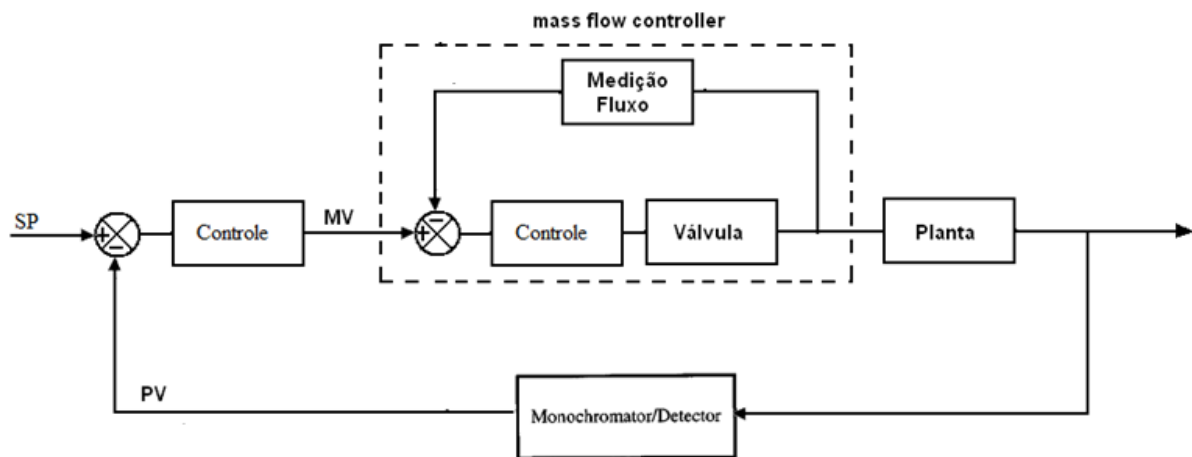 mass flow controller
Medição
Fluxo
SP
+
−
Controle
MV
−
+
Controle
Válvula
Planta
PV
Monochromator/Detector